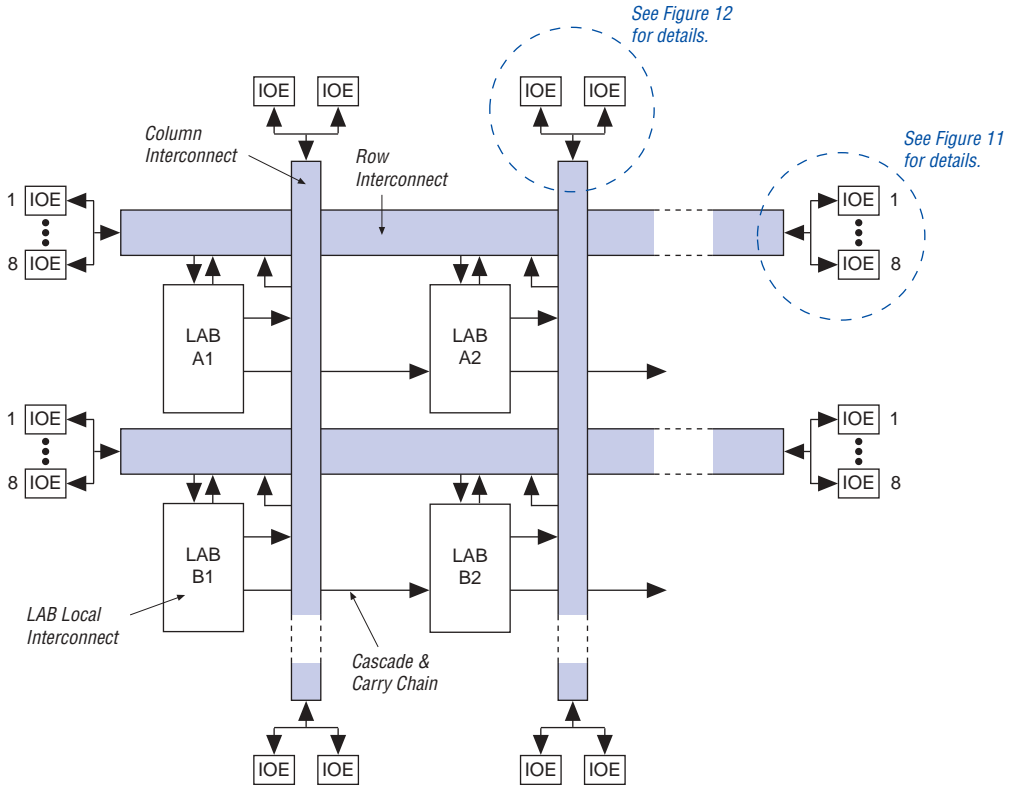 See Figure 12
for details.
IOE IOE
IOE IOE
Column
Interconnect
Row
Interconnect
See Figure 11
for details.
1 IOE
8 IOE
IOE 1
IOE 8
LAB
A1
LAB
A2
1 IOE
8 IOE
IOE 1
IOE 8
LAB
B1
LAB
B2
LAB Local
Interconnect
Cascade &
Carry Chain
IOE IOE
IOE IOE